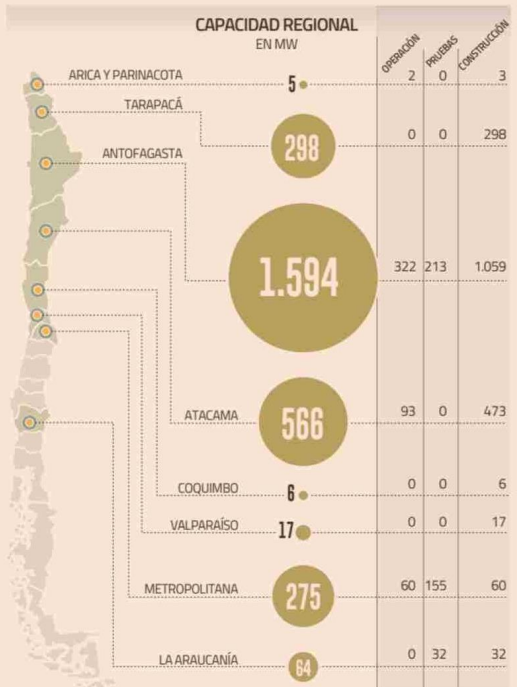 CAPACIDAD REGIONAL
EN MW
OPERACIÓN
PRUEBAS
CONSTRUCCIÓN
ARICA Y PARINACOTA 5 2 0 3
TARAPACÁ 298 0 0 298
ANTOFAGASTA 1.594 322 213 1.059
ATACAMA 566 93 0 473
COQUIMBO 6 0 0 6
VALPARAÍSO 17 0 0 17
METROPOLITANA 275 60 155 60
LA ARAUCANÍA 64 0 32 32